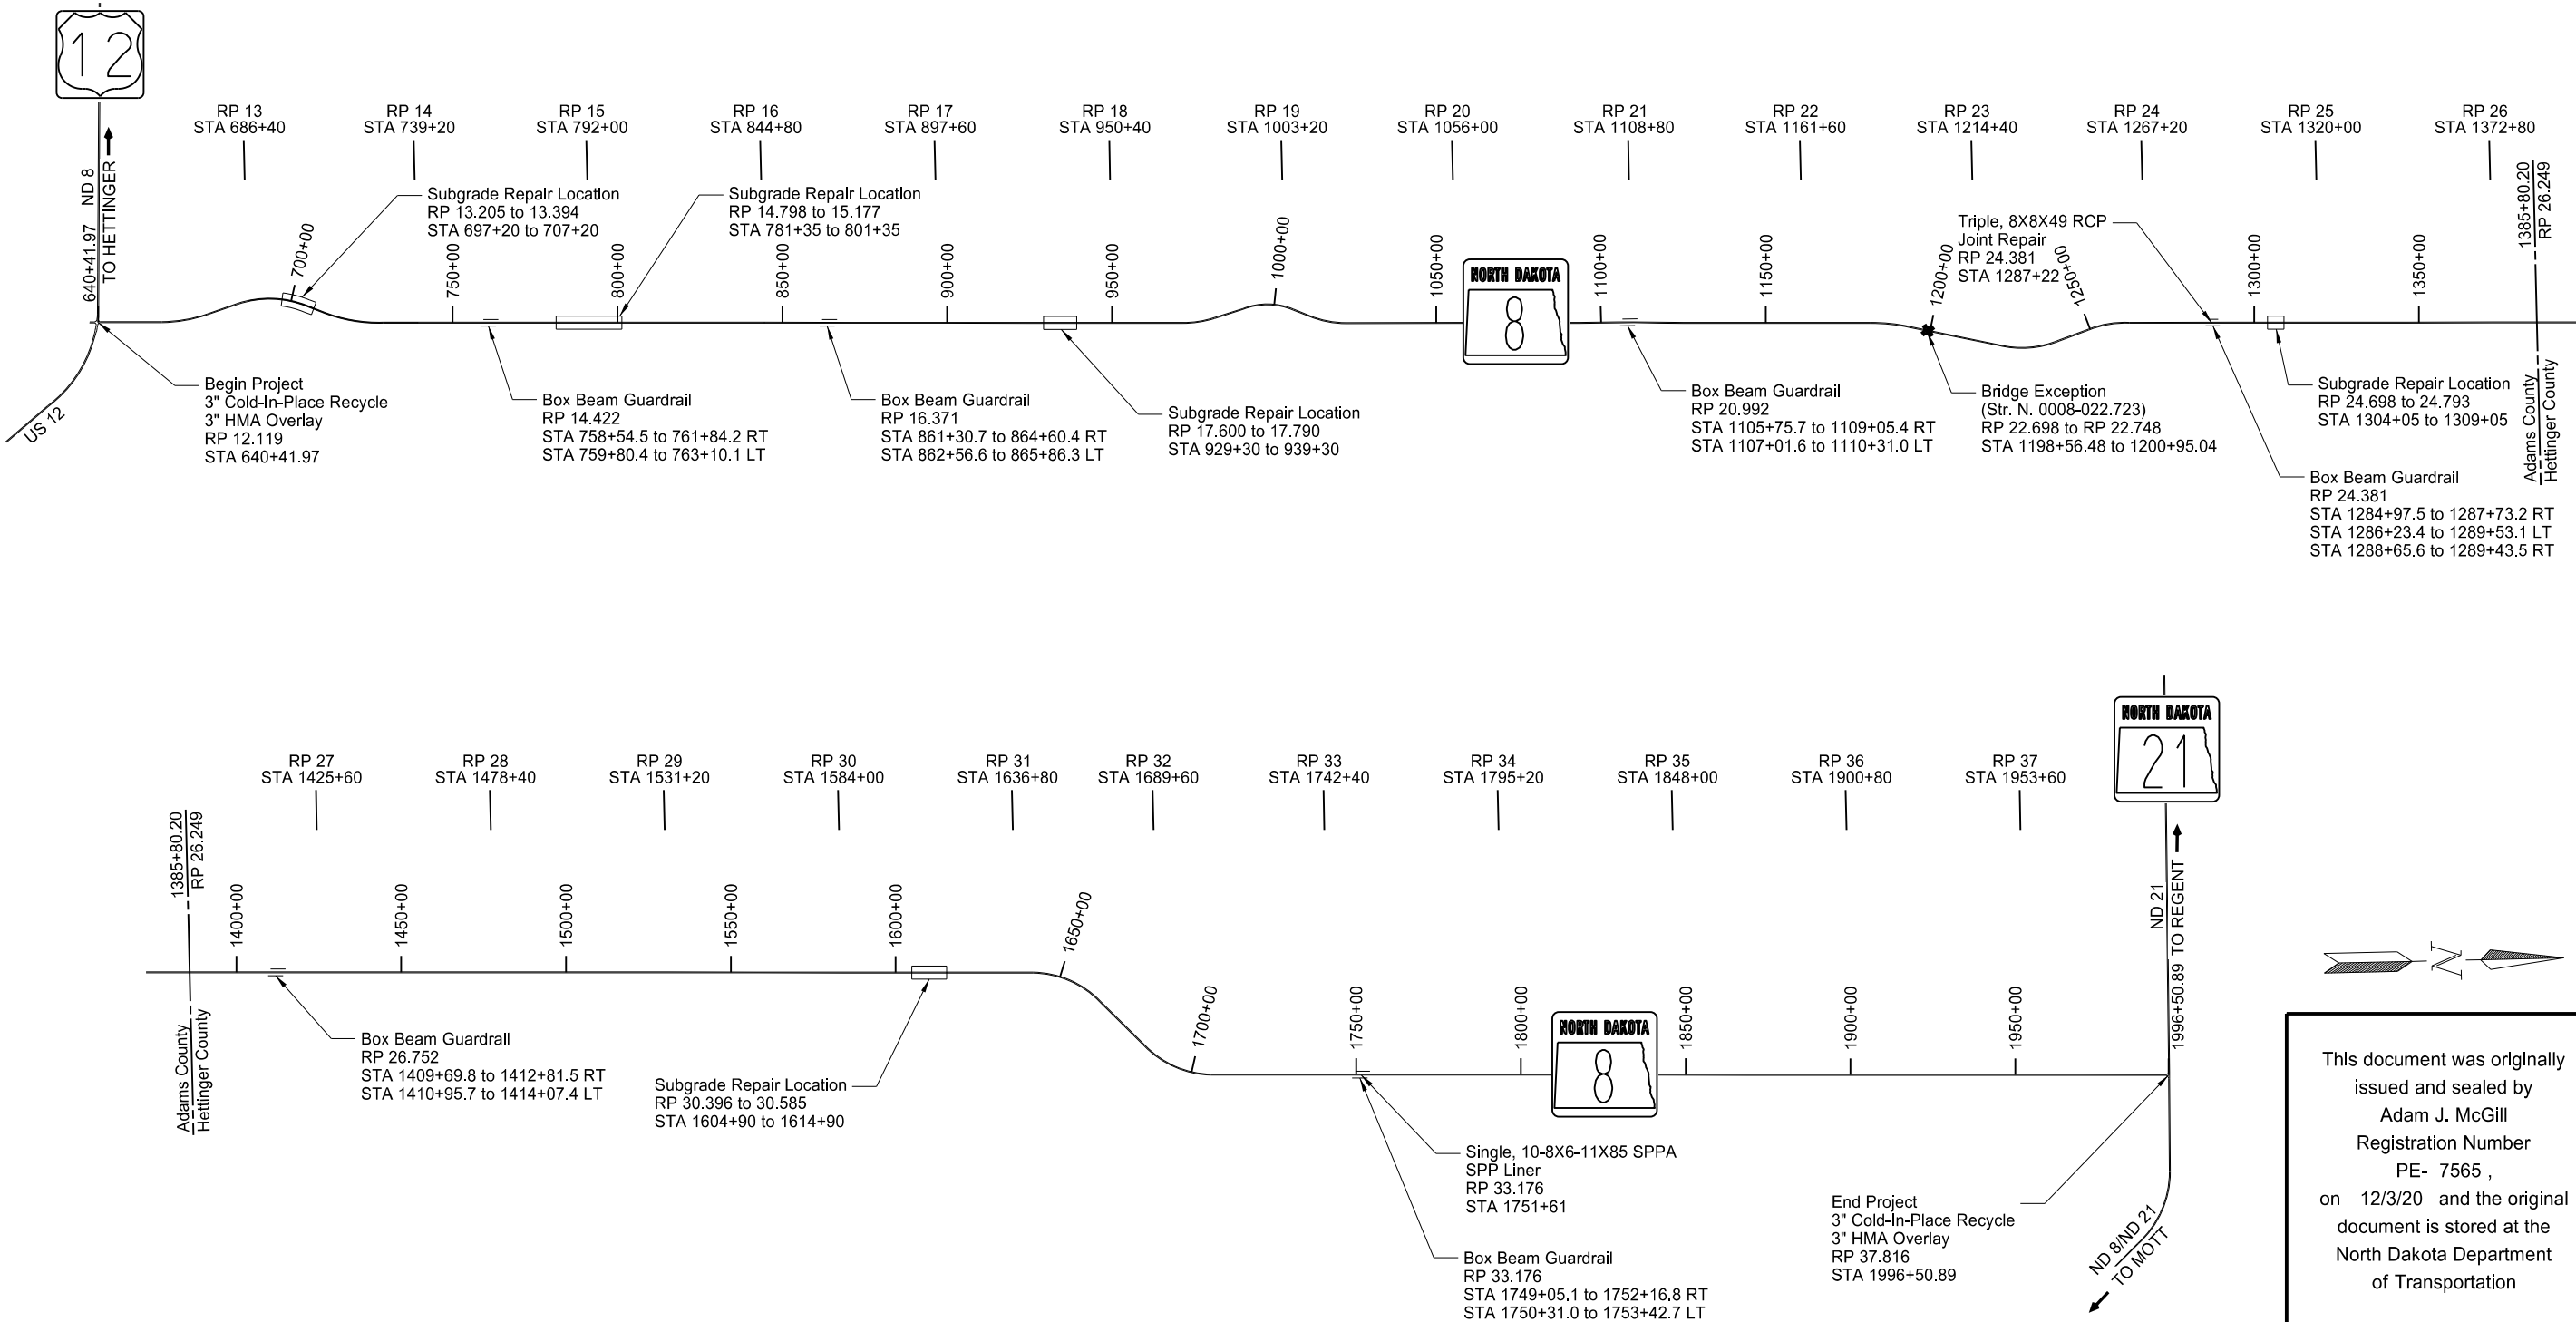 12
RP 13
STA 686+40
RP 14
STA 739+20
RP 15
STA 792+00
RP 16
STA 844+80
RP 17
STA 897+60
RP 18
STA 950+40
RP 19
STA 1003+20
RP 20
STA 1056+00
RP 21
STA 1108+80
RP 22
STA 1161+60
RP 23
STA 1214+40
RP 24
STA 1267+20
RP 25
STA 1320+00
RP 26
STA 1372+80
640+41.97 ND 8
TO HETTINGER
US 12
Subgrade Repair Location
RP 13.205 to 13.394
STA 697+20 to 707+20
Subgrade Repair Location
RP 14.798 to 15.177
STA 781+35 to 801+35
Triple, 8X8X49 RCP
Joint Repair
RP 24.381
STA 1287+22
700+00
750+00
800+00
850+00
900+00
950+00
1000+00
1050+00
NORTH DAKOTA
8
1100+00
1150+00
1200+00
1250+00
1300+00
1350+00
1385+80.20
RP 26.249
Adams County
Hettinger County
Begin Project
3" Cold-In-Place Recycle
3" HMA Overlay
RP 12.119
STA 640+41.97
Box Beam Guardrail
RP 14.422
STA 758+54.5 to 761+84.2 RT
STA 759+80.4 to 763+10.1 LT
Box Beam Guardrail
RP 16.371
STA 861+30.7 to 864+60.4 RT
STA 862+56.6 to 865+86.3 LT
Subgrade Repair Location
RP 17.600 to 17.790
STA 929+30 to 939+30
Box Beam Guardrail
RP 20.992
STA 1105+75.7 to 1109+05.4 RT
STA 1107+01.6 to 1110+31.0 LT
Bridge Exception
(Str. N. 0008-022.723)
RP 22.698 to RP 22.748
STA 1198+56.48 to 1200+95.04
Subgrade Repair Location
RP 24.698 to 24.793
STA 1304+05 to 1309+05
Box Beam Guardrail
RP 24.381
STA 1284+97.5 to 1287+73.2 RT
STA 1286+23.4 to 1289+53.1 LT
STA 1288+65.6 to 1289+43.5 RT
RP 27
STA 1425+60
RP 28
STA 1478+40
RP 29
STA 1531+20
RP 30
STA 1584+00
RP 31
STA 1636+80
RP 32
STA 1689+60
RP 33
STA 1742+40
RP 34
STA 1795+20
RP 35
STA 1848+00
RP 36
STA 1900+80
RP 37
STA 1953+60
NORTH DAKOTA
21
1385+80.20
RP 26.249
Adams County
Hettinger County
1400+00
1450+00
1500+00
1550+00
1600+00
1650+00
1700+00
1750+00
1800+00
NORTH DAKOTA
8
1850+00
1900+00
1950+00
ND 21
1996+50.89 TO REGENT
N
Box Beam Guardrail
RP 26.752
STA 1409+69.8 to 1412+81.5 RT
STA 1410+95.7 to 1414+07.4 LT
Subgrade Repair Location
RP 30.396 to 30.585
STA 1604+90 to 1614+90
Single, 10-8X6-11X85 SPPA
SPP Liner
RP 33.176
STA 1751+61
Box Beam Guardrail
RP 33.176
STA 1749+05.1 to 1752+16.8 RT
STA 1750+31.0 to 1753+42.7 LT
End Project
3" Cold-In-Place Recycle
3" HMA Overlay
RP 37.816
STA 1996+50.89
ND 8/ND 21
TO MOTT
This document was originally
issued and sealed by
Adam J. McGill
Registration Number
PE- 7565 ,
on 12/3/20 and the original
document is stored at the
North Dakota Department
of Transportation